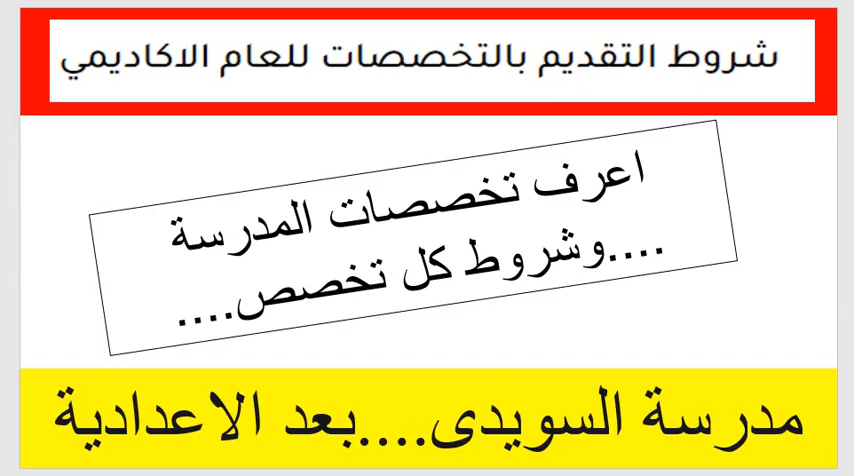 شروط التقديم بالتخصصات للعام الاكاديمي
اعرف تخصصات المدرسة
....وشروط كل تخصص....
مدرسة السويدى....بعد الاعدادية